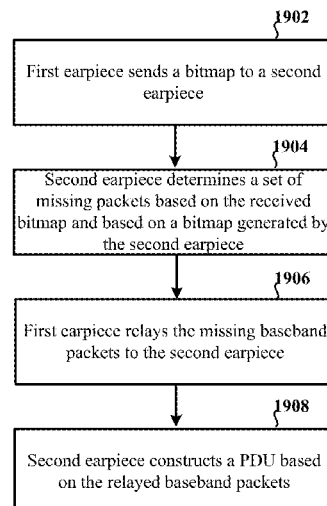 1902
First earpiece sends a bitmap to a second
earpiece
1904
Second earpiece determines a set of
missing packets based on the received
bitmap and based on a bitmap generated by
the second earpiece
1906
First earpiece relays the missing baseband
packets to the second earpiece
1908
Second earpiece constructs a PDU based
on the relayed baseband packets